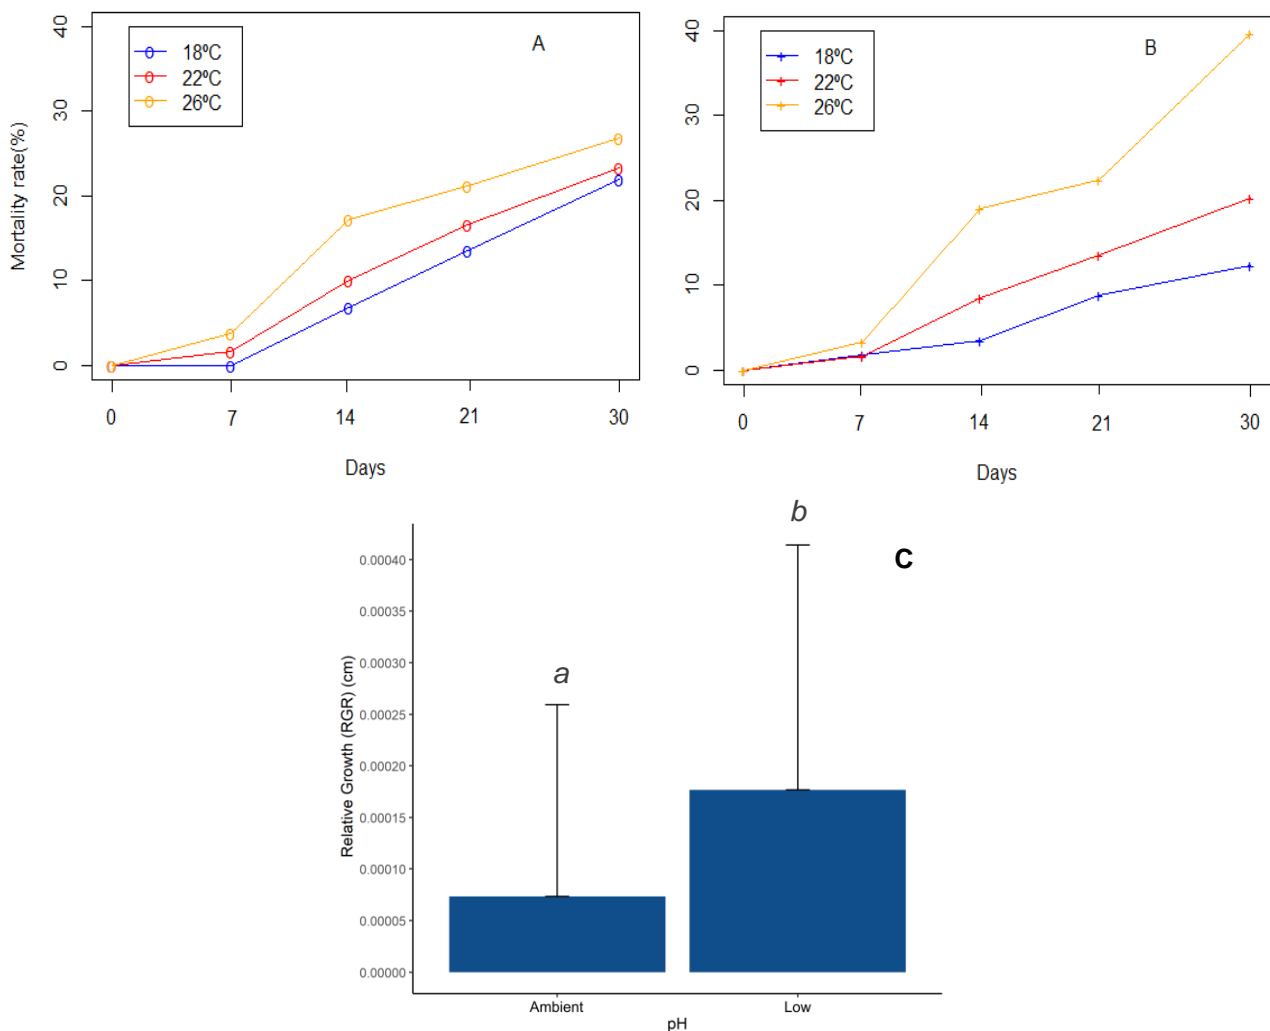 A
18ºC
22ºC
26ºC
Mortality rate(%)
40
30
20
10
0
0 7 14 21 30
Days
B
18ºC
22ºC
26ºC
40
30
20
10
0
0 7 14 21 30
Days
C
a
b
Relative Growth (RGR) (cm)
0.00040
0.00035
0.00030
0.00025
0.00020
0.00015
0.00010
0.00005
0.00000
Ambient Low
pH